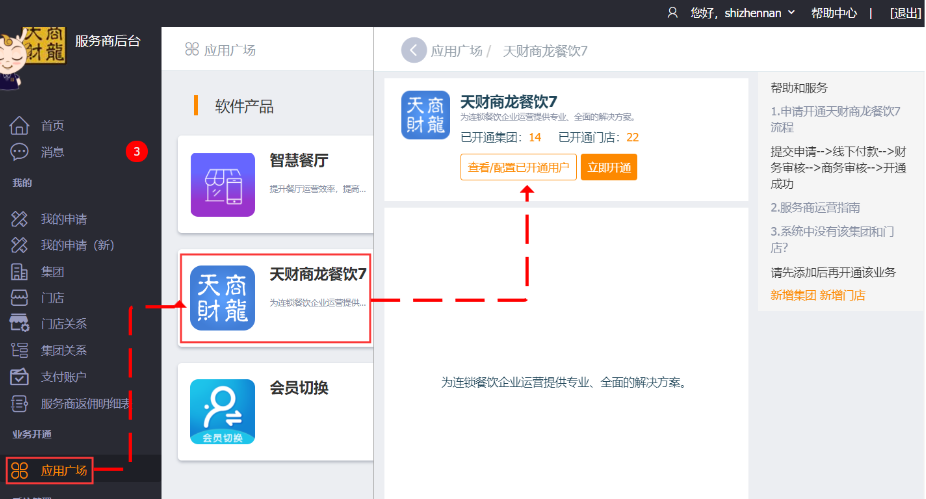 您好，shizhennan
帮助中心
|
[退出]
天商
财龍
服务商后台
首页
消息
3
我的
我的申请
我的申请（新）
集团
门店
门店关系
集团关系
支付账户
服务商返佣明细表
业务开通
应用广场
应用广场
软件产品
智慧餐厅
提升餐厅运营效率、提高...
天商
財龍
天财商龙餐饮7
为连锁餐饮企业运营提供...
会员切换
会员切换
应用广场 /　天财商龙餐饮7
天商
財龍
天财商龙餐饮7
为连锁餐饮企业运营提供专业、全面的解决方案。
已开通集团：14　已开通门店：22
查看/配置已开通用户
立即开通
为连锁餐饮企业运营提供专业、全面的解决方案。
帮助和服务
1.申请开通天财商龙餐饮7
流程
提交申请-->线下付款-->财
务审核-->商务审核-->开通
成功
2.服务商运营指南
3.系统中没有该集团和门
店?
请先添加后再开通该业务
新增集团 新增门店